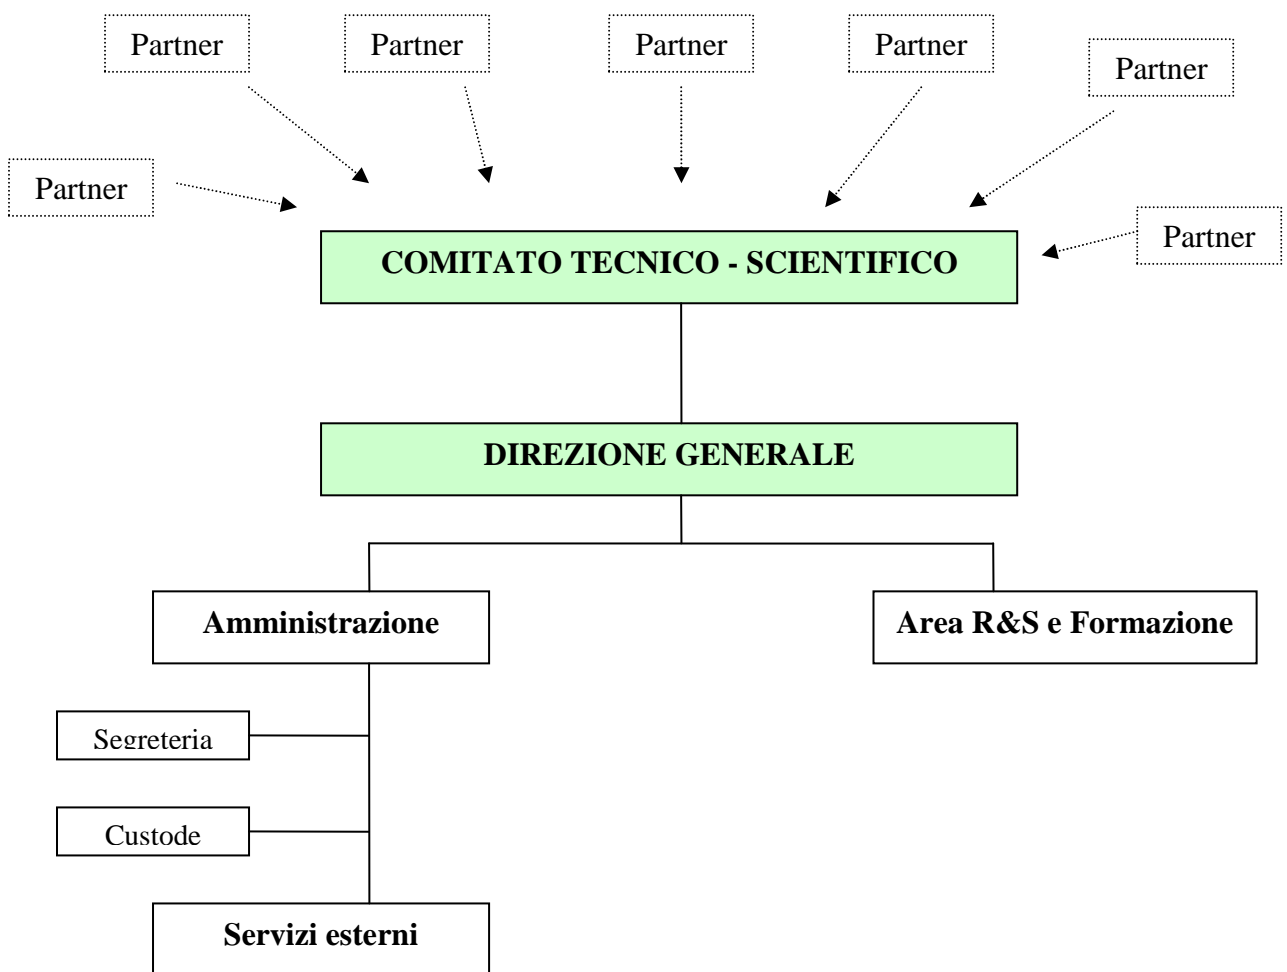 Partner
Partner
Partner
Partner
Partner
Partner
Partner
COMITATO TECNICO - SCIENTIFICO
DIREZIONE GENERALE
Amministrazione
Area R&S e Formazione
Segreteria
Custode
Servizi esterni